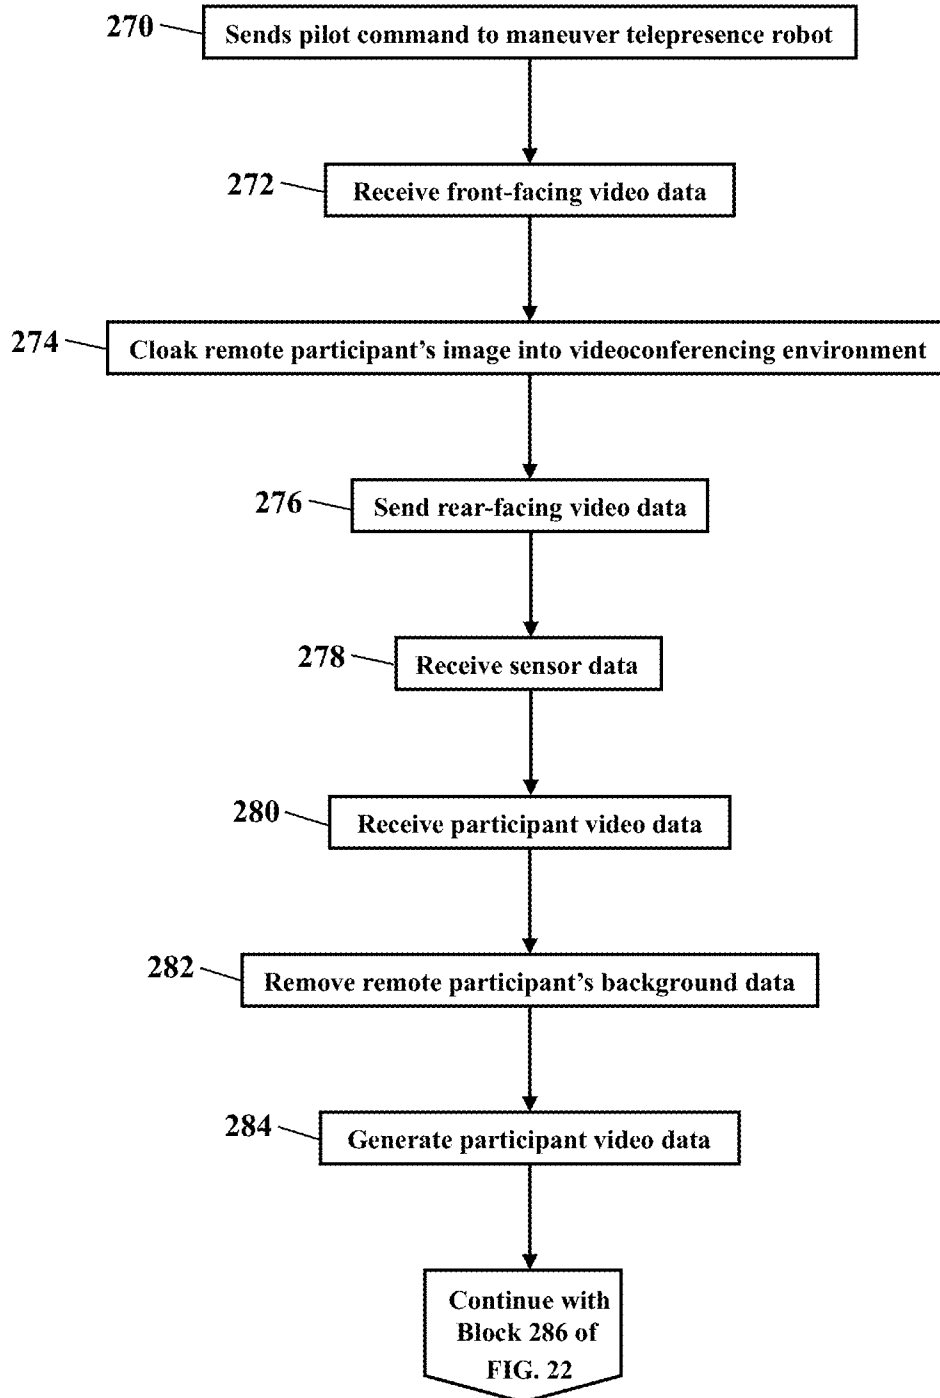 270
Sends pilot command to maneuver telepresence robot
272
Receive front-facing video data
274
Cloak remote participant's image into videoconferencing environment
276
Send rear-facing video data
278
Receive sensor data
280
Receive participant video data
282
Remove remote participant's background data
284
Generate participant video data
Continue with
Block 286 of
FIG. 22